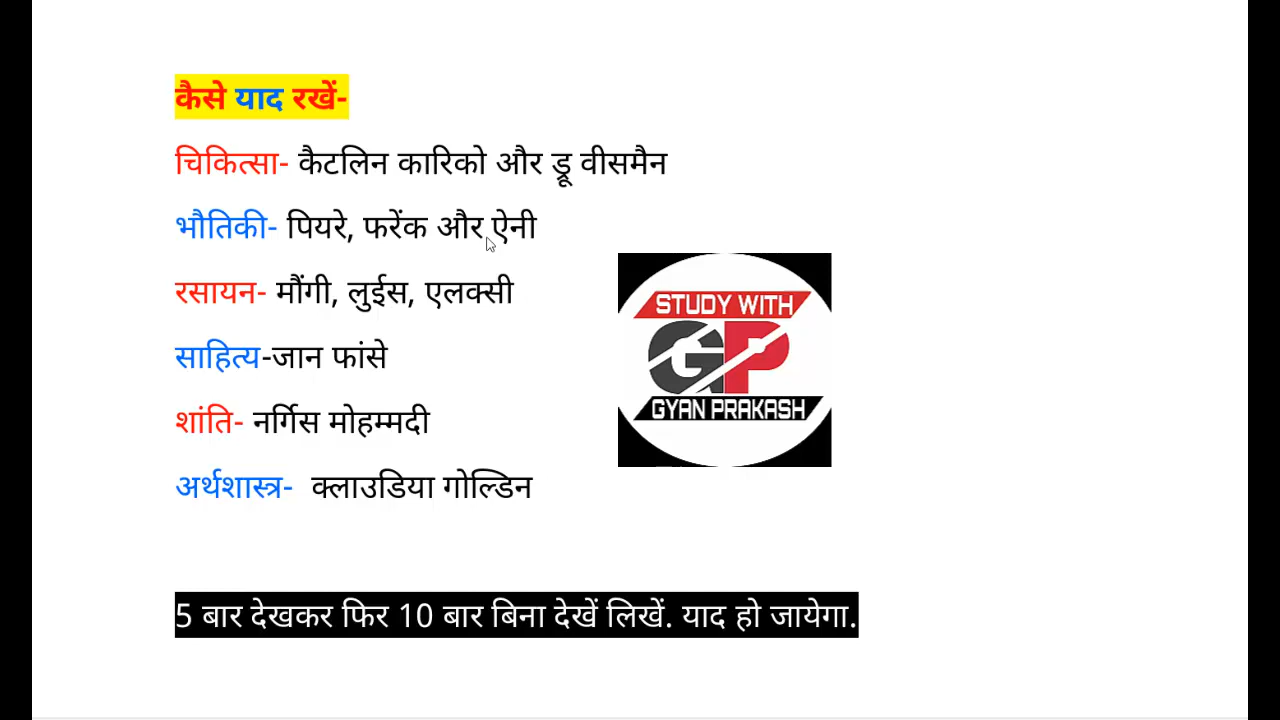 कैसे याद रखें-
चिकित्सा- कैटलिन कारिको और ड्रू वीसमैन
भौतिकी- पियरे, फरेंक और ऐनी
रसायन- मौंगी, लुईस, एलक्सी
साहित्य-जान फांसे
शांति- नर्गिस मोहम्मदी
अर्थशास्त्र- क्लाउडिया गोल्डिन
STUDY WITH
GP
GYAN PRAKASH
5 बार देखकर फिर 10 बार बिना देखें लिखें. याद हो जायेगा.